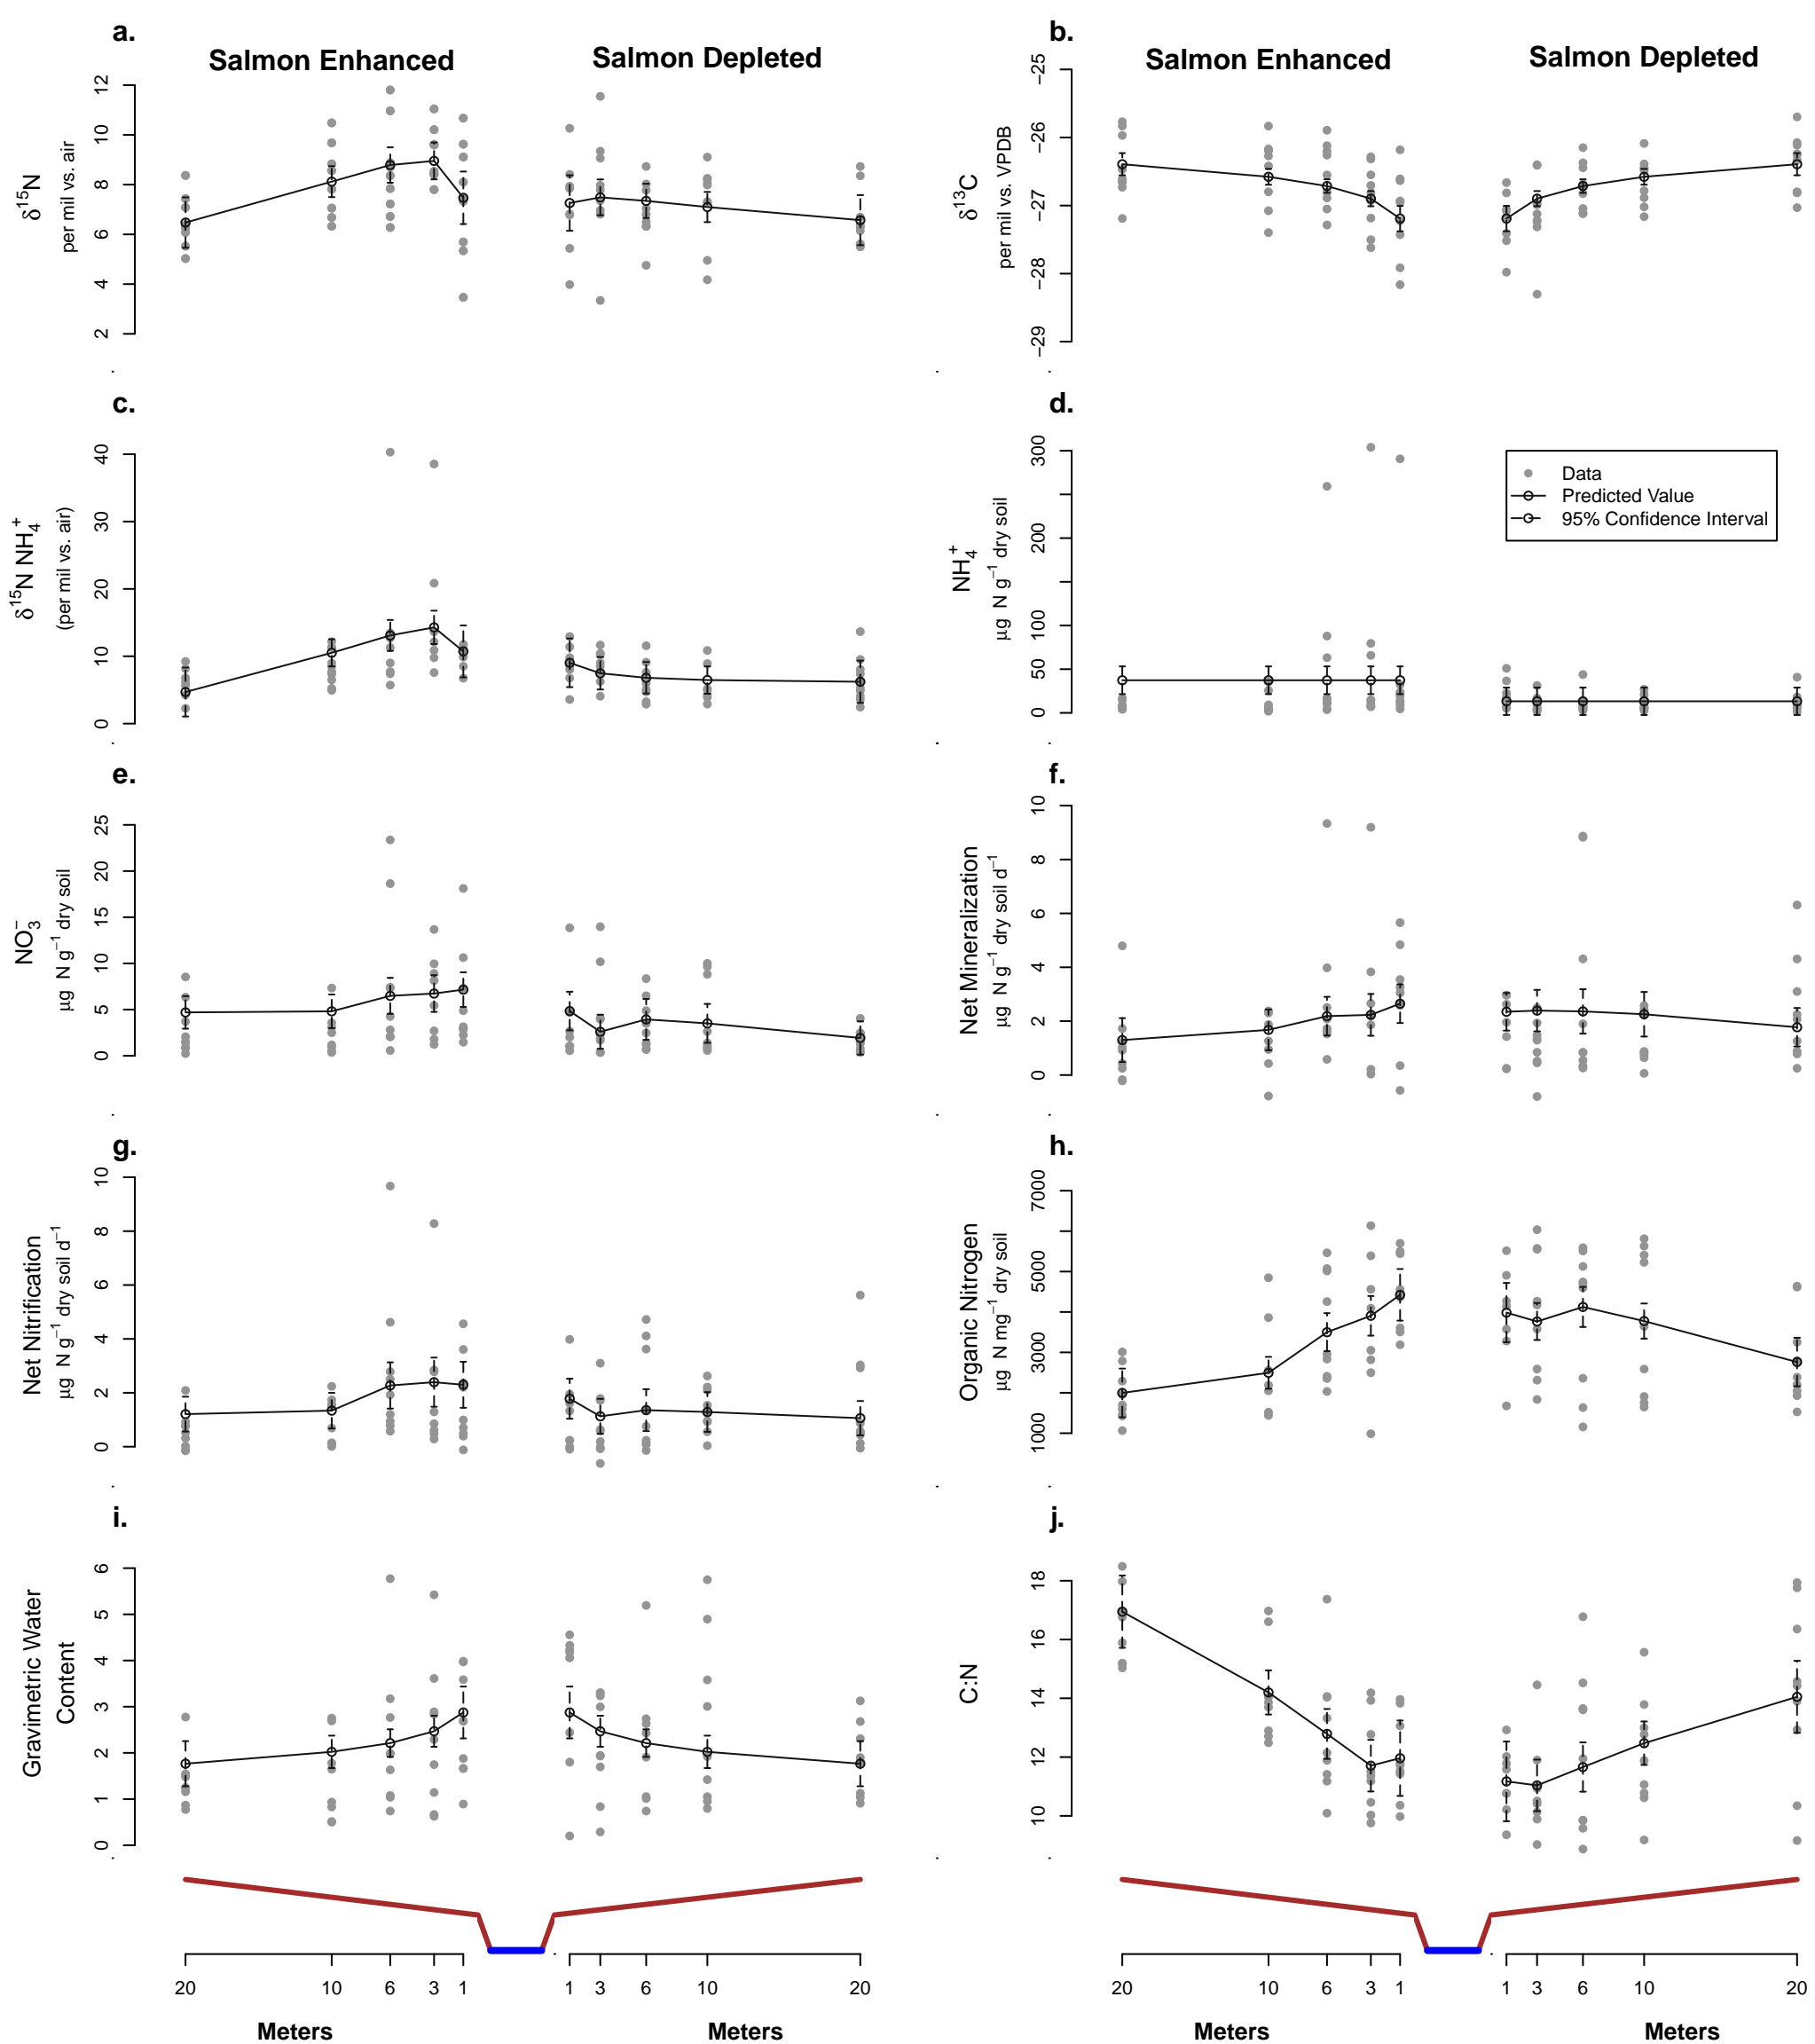 a.
Salmon Enhanced
Salmon Depleted
δ15N
per mil vs. air
2 4 6 8 10 12
b.
Salmon Enhanced
Salmon Depleted
δ13C
per mil vs. VPDB
−29 −28 −27 −26 −25
c.
δ15N NH4+
(per mil vs. air)
0 10 20 30 40
d.
NH4+
μg N g−1 dry soil
0 50 100 200 300
Data
Predicted Value
95% Confidence Interval
e.
NO3−
μg N g−1 dry soil
0 5 10 15 20 25
f.
Net Mineralization
μg N g−1 dry soil d−1
0 2 4 6 8 10
g.
Net Nitrification
μg N g−1 dry soil d−1
0 2 4 6 8 10
h.
Organic Nitrogen
μg N mg−1 dry soil
1000 3000 5000 7000
i.
Gravimetric Water
Content
0 1 2 3 4 5 6
j.
C:N
10 12 14 16 18
20 10 6 3 1
1 3 6 10 20
20 10 6 3 1
1 3 6 10 20
Meters
Meters
Meters
Meters